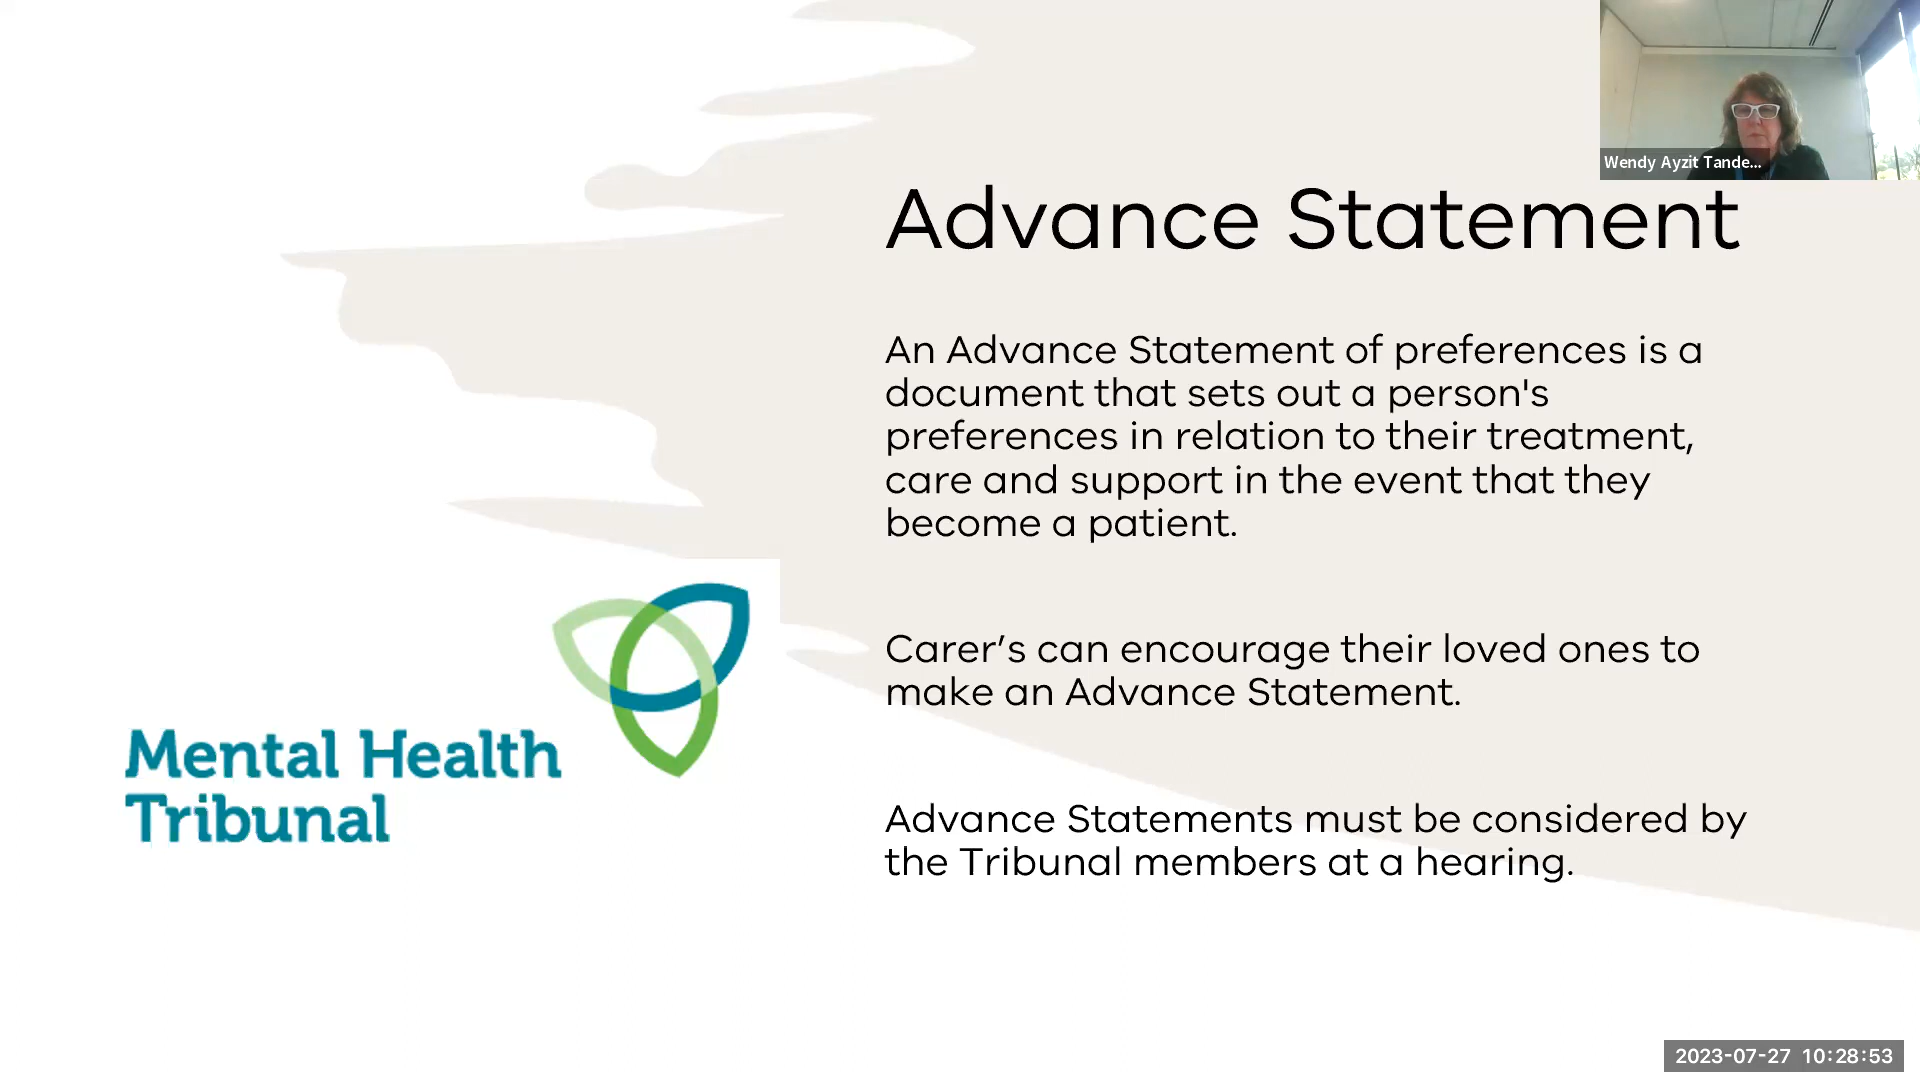 Wendy Ayzit Tande...
Advance Statement
An Advance Statement of preferences is a
document that sets out a person's
preferences in relation to their treatment,
care and support in the event that they
become a patient.
Carer’s can encourage their loved ones to
make an Advance Statement.
Mental Health
Tribunal
Advance Statements must be considered by
the Tribunal members at a hearing.
2023-07-27 10:28:53